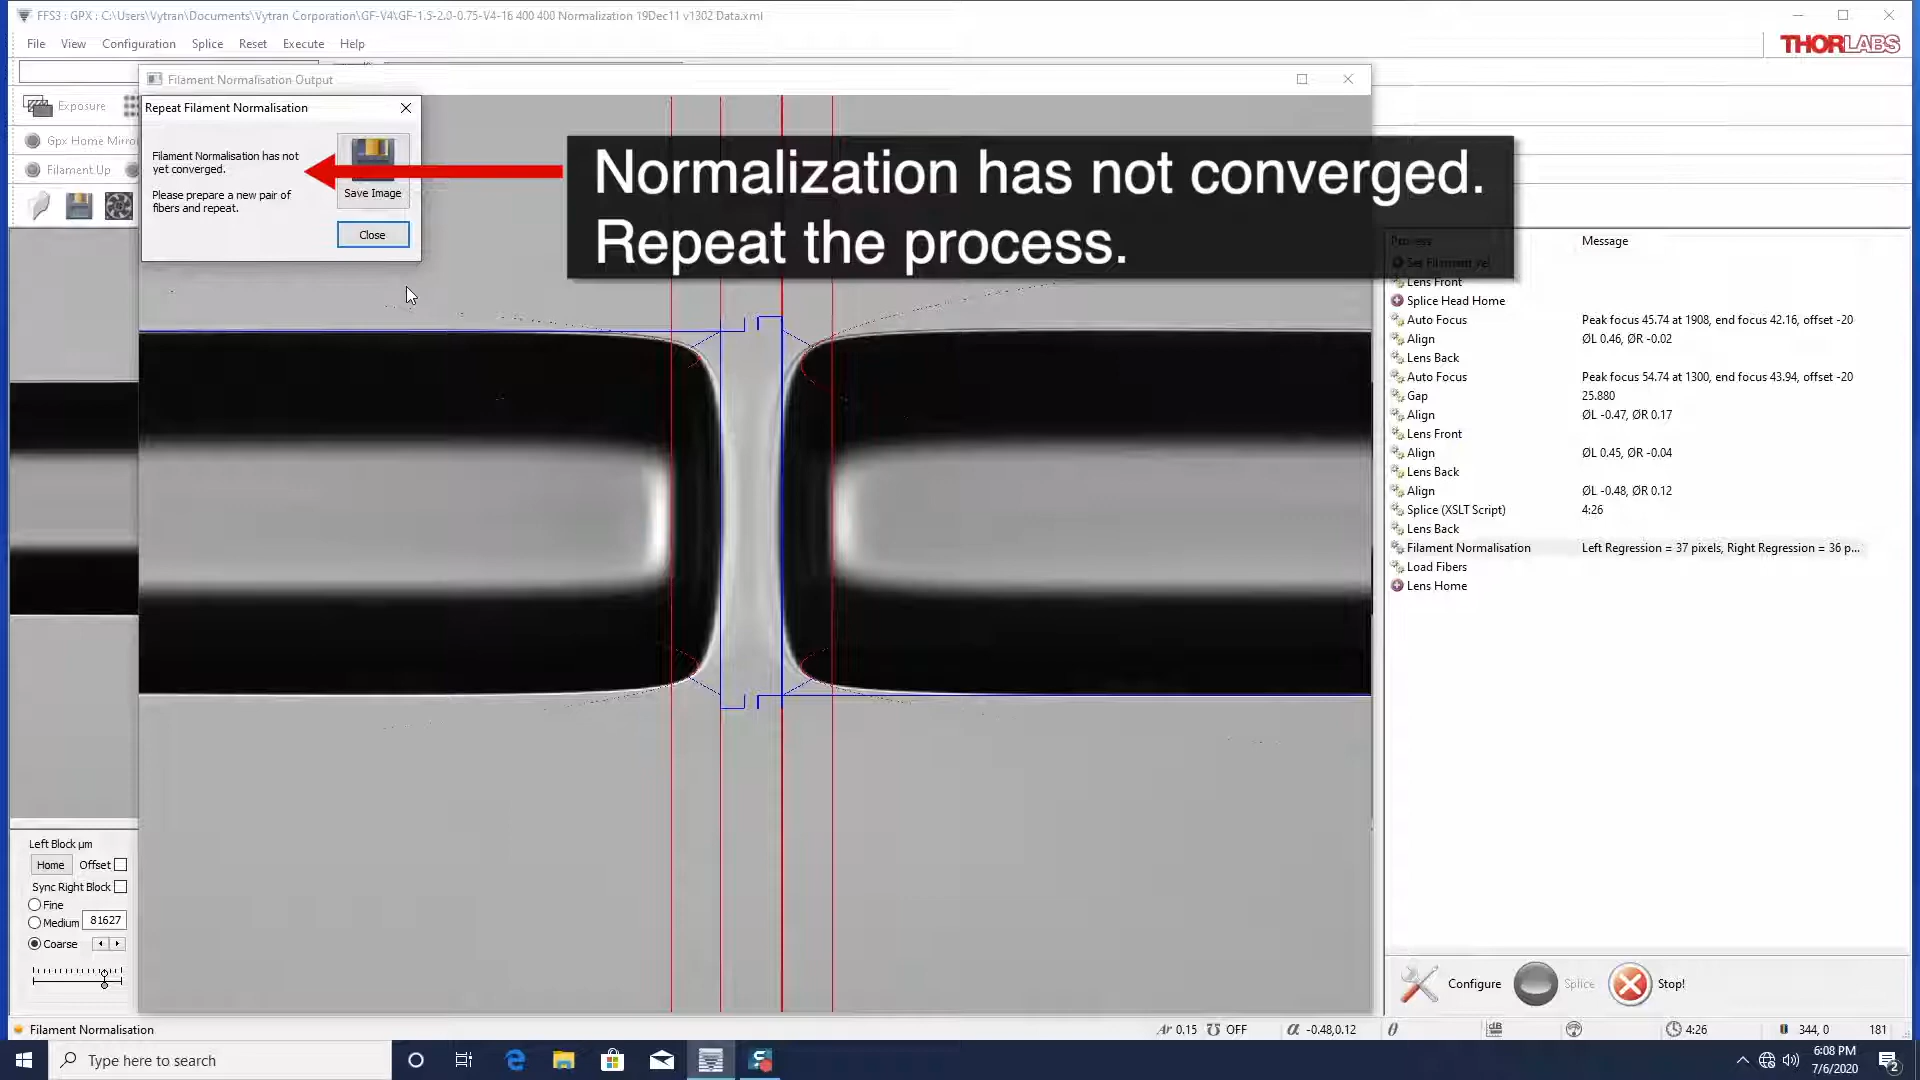 FFS3 : GPX : C:\Users\Vytran\Documents\Vytran Corporation\GF-V4\GF-1.5-2.0-0.75-V4-16 400 400 Normalization 19Dec11 v1302 Data.xml
File View Configuration Splice Reset Execute Help
THORLABS
Filament Normalisation Output
Exposure
Repeat Filament Normalisation
Gpx Home Mirro
Filament Up
Filament Normalisation has not
yet converged.
Please prepare a new pair of
fibers and repeat.
Save Image
Close
Normalization has not converged.
Repeat the process.
Process Message
Lens Front
Splice Head Home
Auto Focus Peak focus 45.74 at 1908, end focus 42.16, offset -20
Align ØL 0.46, ØR -0.02
Lens Back
Auto Focus Peak focus 54.74 at 1300, end focus 43.94, offset -20
Gap 25.880
Align ØL -0.47, ØR 0.17
Lens Front
Align ØL 0.45, ØR -0.04
Lens Back
Align ØL -0.48, ØR 0.12
Splice (XSLT Script) 4:26
Lens Back
Filament Normalisation Left Regression = 37 pixels, Right Regression = 36 p...
Load Fibers
Lens Home
Left Block µm
Home Offset
Sync Right Block
Fine
Medium 81627
Coarse
Configure Splice Stop!
Filament Normalisation
Ar 0.15 OFF α -0.48,0.12 θ dB 4:26 344, 0 181
Type here to search
6:08 PM
7/6/2020
2